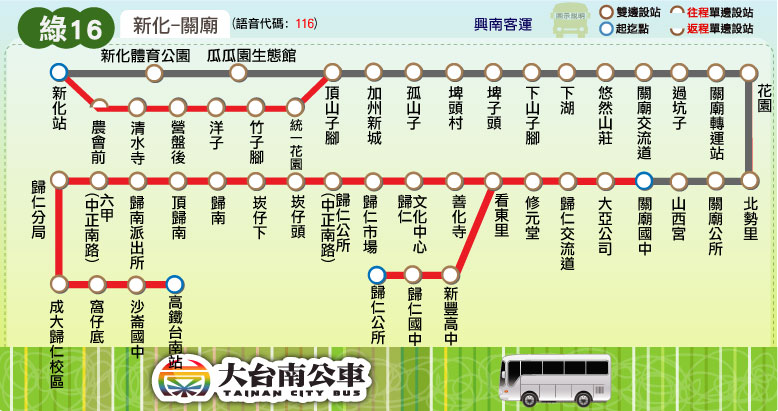 綠16
新化-關廟
(語音代碼：116)
興南客運
雙邊設站
起迄點
往程單邊設站
返程單邊設站
新化體育公園
瓜瓜園生態館
新化站
農會前
清水寺
營盤後
洋子
竹子腳
統一花園
頂山子腳
加州新城
孤山子
埤頭村
埤子頭
下山子腳
下湖
悠然山莊
關廟交流道
過坑子
關廟轉運站
花園
歸仁分局
六甲
(中正南路)
歸南派出所
頂歸南
歸南
崁仔下
崁仔頭
歸仁公所
(中正南路)
歸仁市場
歸仁
文化中心
善化寺
看東里
修元堂
歸仁交流道
大亞公司
關廟國中
山西宮
關廟公所
北勢里
成大歸仁校區
窩仔底
沙崙國中
高鐵台南站
歸仁公所
歸仁國中
新豐高中
大台南公車
TAINAN CITY BUS